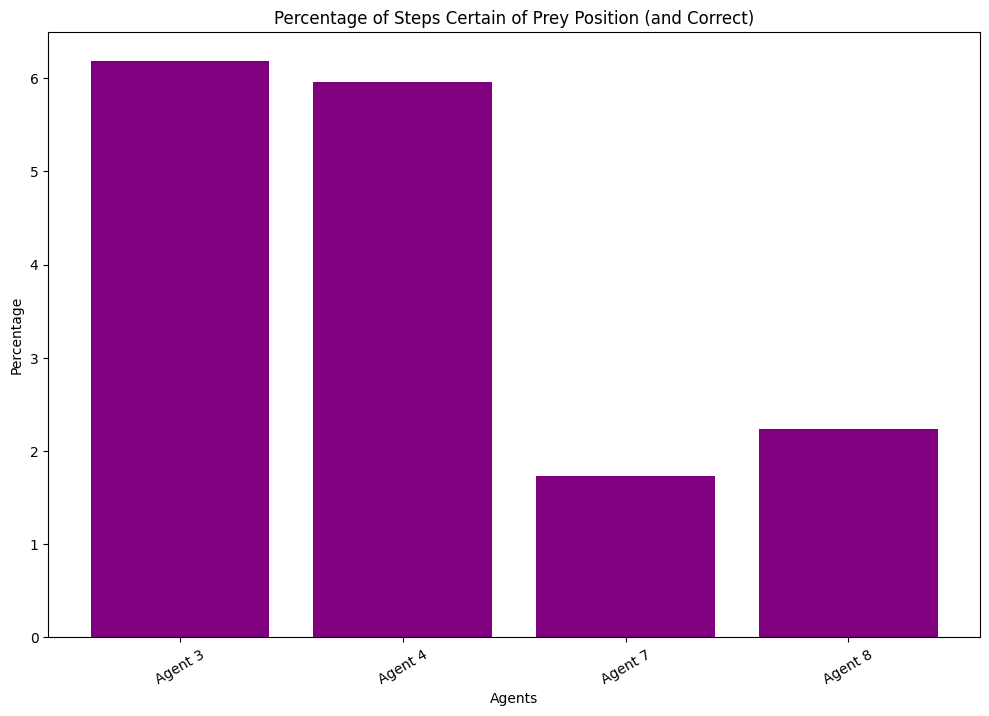 Percentage of Steps Certain of Prey Position (and Correct)
Percentage
6
5
4
3
2
1
0
Agent 3
Agent 4
Agent 7
Agent 8
Agents